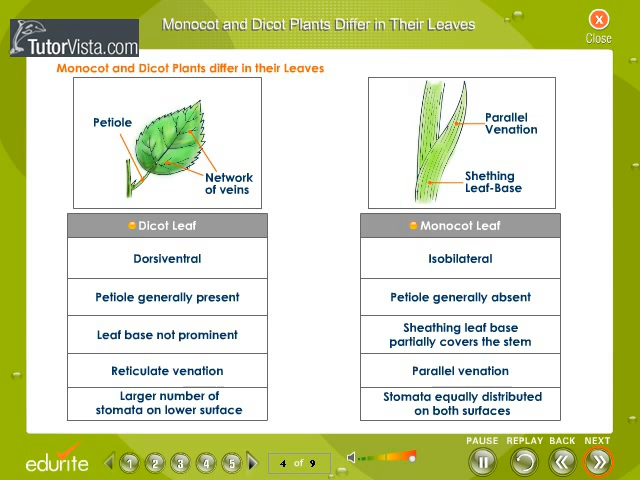 Monocot and Dicot Plants Differ in Their Leaves
Close
TutorVista.com
Monocot and Dicot Plants differ in their Leaves
Petiole
Network
of veins
Parallel
Venation
Shething
Leaf-Base
Dicot Leaf
Dorsiventral
Petiole generally present
Leaf base not prominent
Reticulate venation
Larger number of
stomata on lower surface
Monocot Leaf
Isobilateral
Petiole generally absent
Sheathing leaf base
partially covers the stem
Parallel venation
Stomata equally distributed
on both surfaces
edurite
1 2 3 4 5
4 of 9
PAUSE REPLAY BACK NEXT